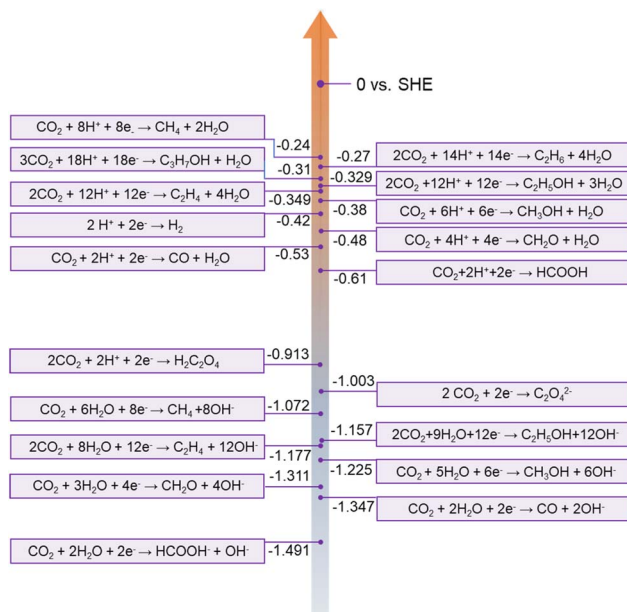 0 vs. SHE
CO₂ + 8H⁺ + 8e. → CH₄ + 2H₂O
-0.24
3CO₂ + 18H⁺ + 18e⁻ → C₃H₇OH + H₂O
-0.31
2CO₂ + 12H⁺ + 12e⁻ → C₂H₄ + 4H₂O
-0.349
2 H⁺ + 2e⁻ → H₂
-0.42
CO₂ + 2H⁺ + 2e⁻ → CO + H₂O
-0.53
-0.27
2CO₂ + 14H⁺ + 14e⁻ → C₂H₆ + 4H₂O
-0.329
2CO₂ +12H⁺ + 12e⁻ → C₂H₅OH + 3H₂O
-0.38
CO₂ + 6H⁺ + 6e⁻ → CH₃OH + H₂O
-0.48
CO₂ + 4H⁺ + 4e⁻ → CH₂O + H₂O
-0.61
CO₂+2H⁺+2e⁻ → HCOOH
2CO₂ + 2H⁺ + 2e⁻ → H₂C₂O₄
-0.913
CO₂ + 6H₂O + 8e⁻ → CH₄ +8OH⁻
-1.072
2CO₂ + 8H₂O + 12e⁻ → C₂H₄ + 12OH⁻
-1.177
CO₂ + 3H₂O + 4e⁻ → CH₂O + 4OH⁻
-1.311
CO₂ + 2H₂O + 2e⁻ → HCOOH⁻ + OH⁻
-1.491
-1.003
2 CO₂ + 2e⁻ → C₂O₄²⁻
-1.157
2CO₂+9H₂O+12e⁻ → C₂H₅OH+12OH⁻
-1.225
CO₂ + 5H₂O + 6e⁻ → CH₃OH + 6OH⁻
-1.347
CO₂ + 2H₂O + 2e⁻ → CO + 2OH⁻